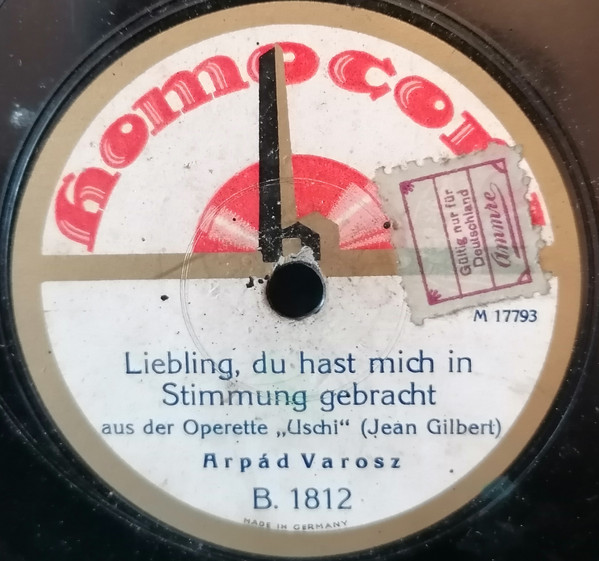 homocor
Gültig nur für
Deutschland
Ammre
M 17793
Liebling, du hast mich in
Stimmung gebracht
aus der Operette „Uschi“ (Jean Gilbert)
Arpád Varosz
B. 1812
MADE IN GERMANY